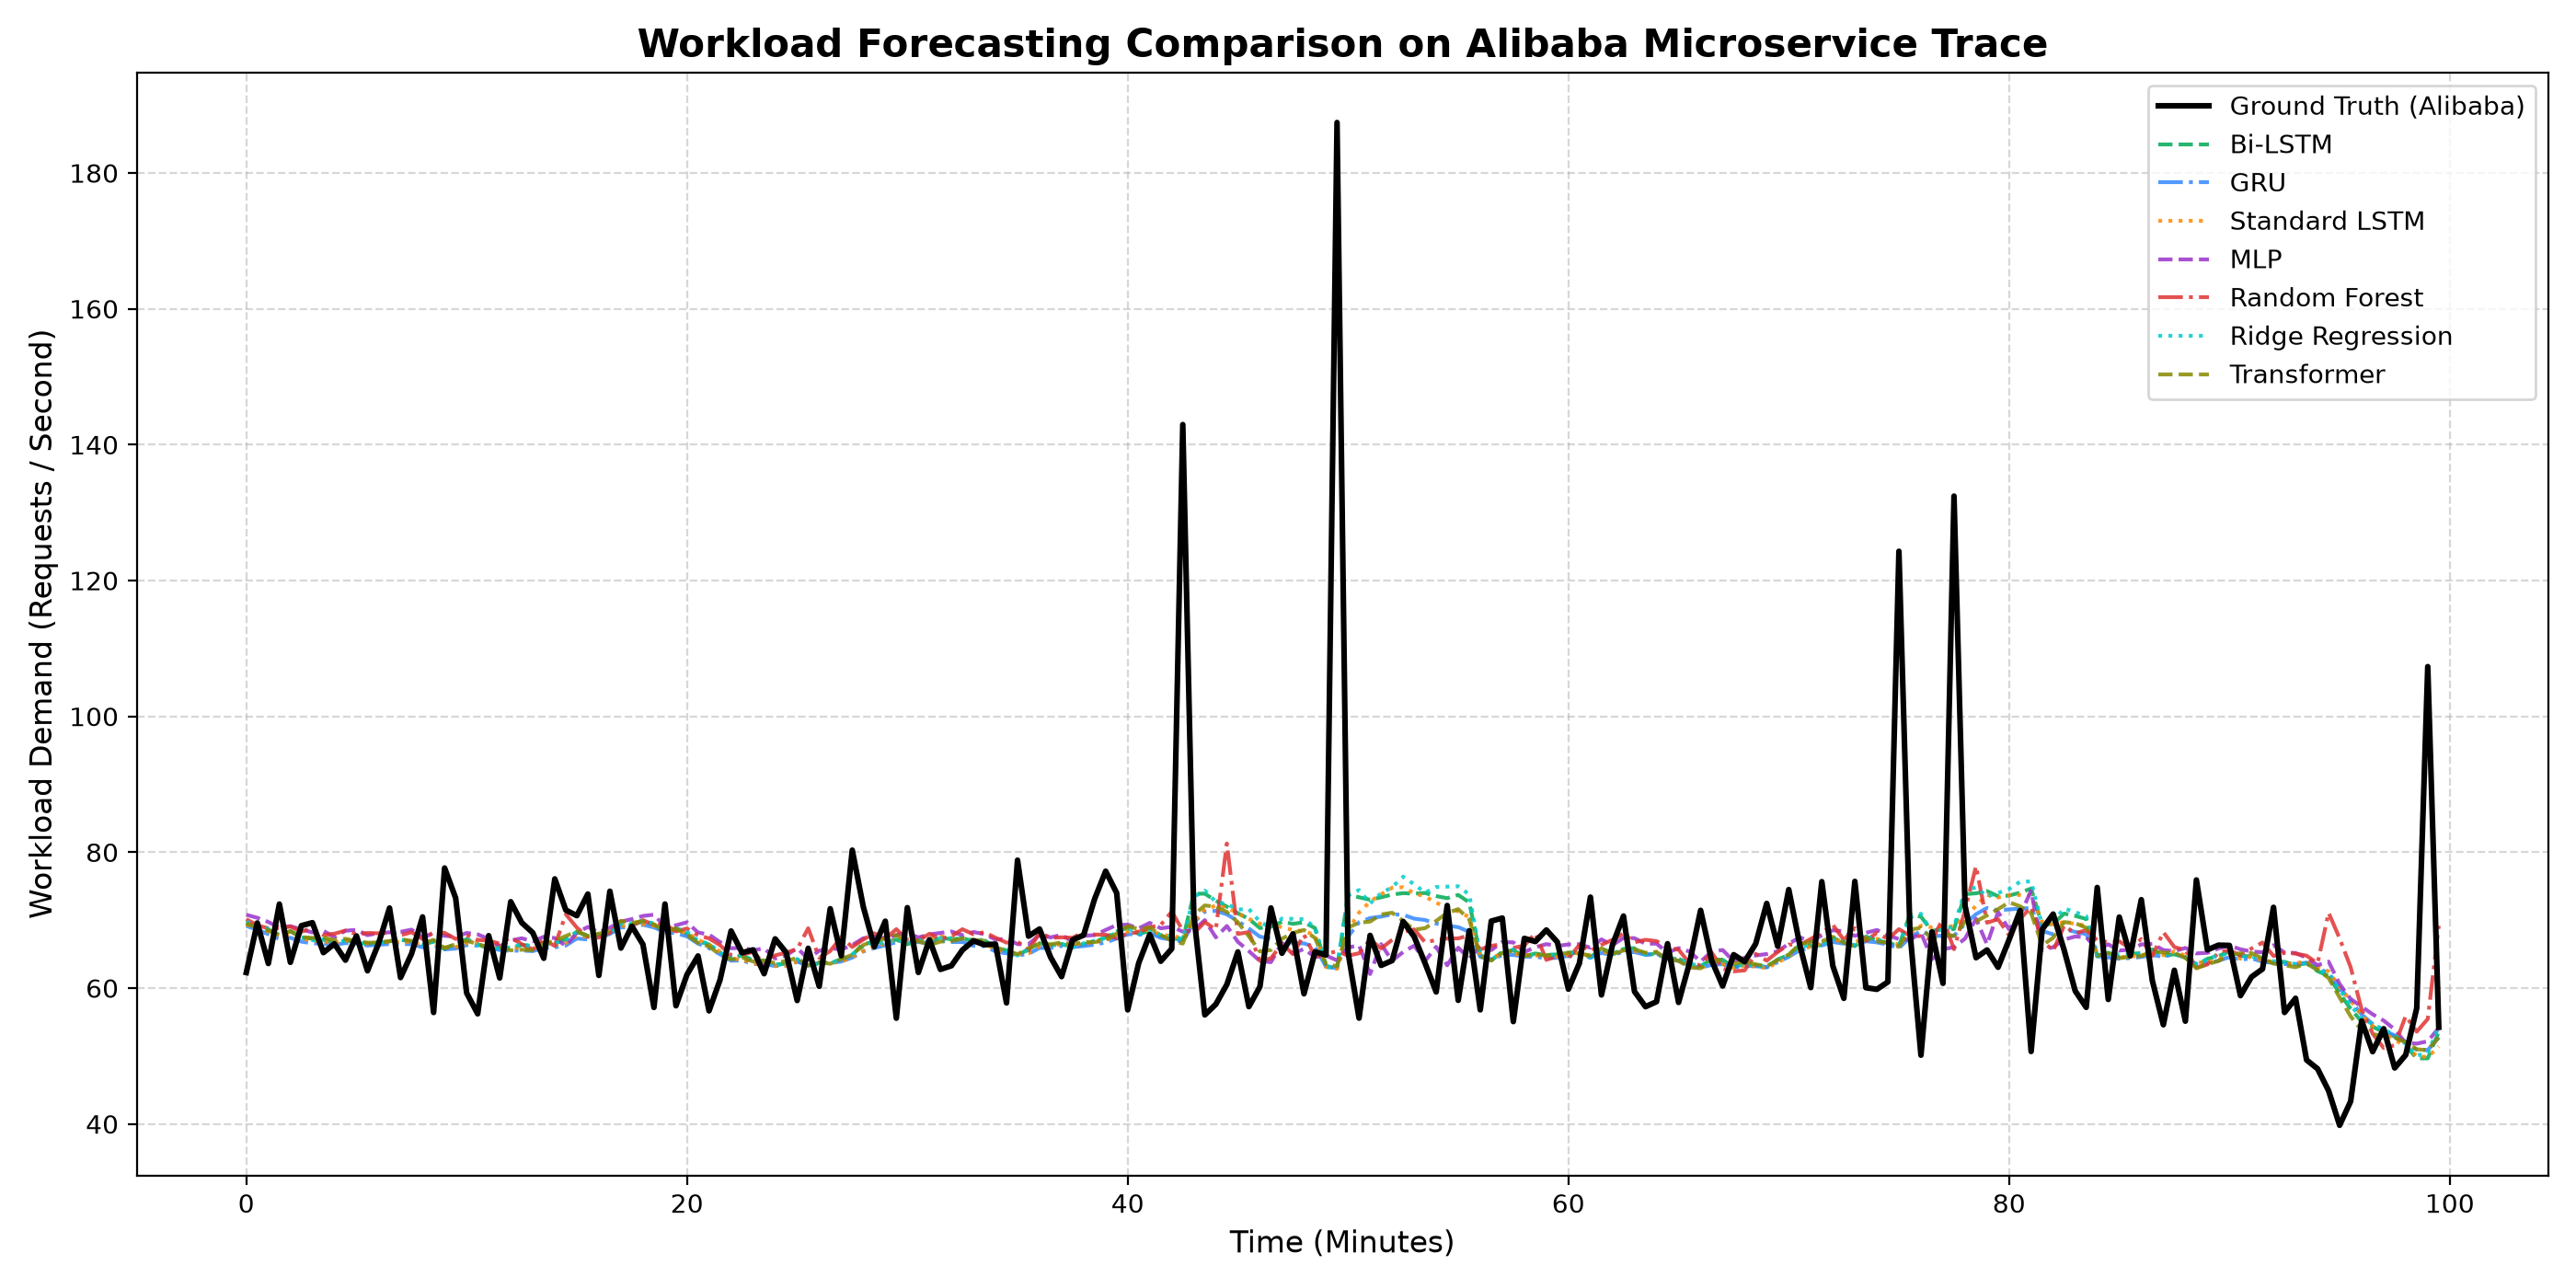 Workload Forecasting Comparison on Alibaba Microservice Trace
Ground Truth (Alibaba)
Bi-LSTM
GRU
Standard LSTM
MLP
Random Forest
Ridge Regression
Transformer
Workload Demand (Requests / Second)
180
160
140
120
100
80
60
40
0
20
40
60
80
100
Time (Minutes)